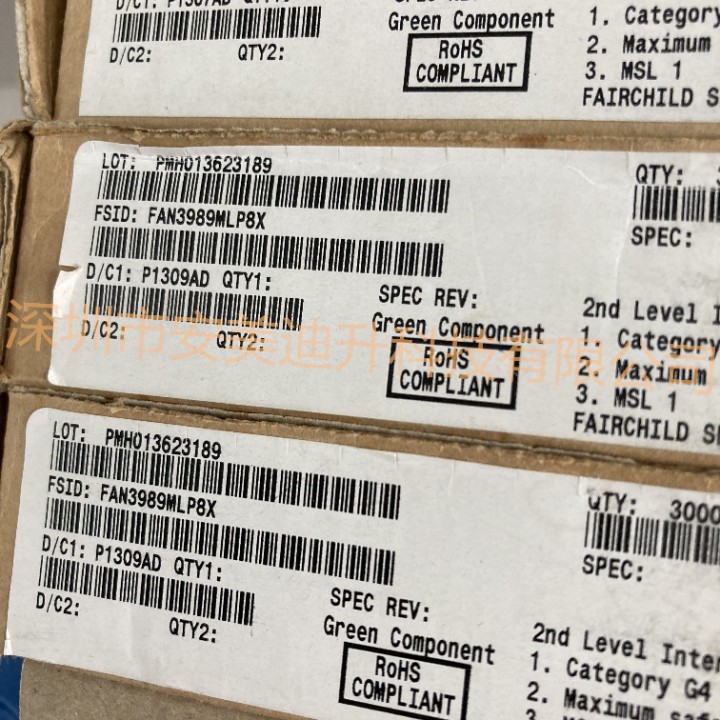 D/C1: P1307AD QTY1:
D/C2: QTY2:
Green Component
RoHS
COMPLIANT
1. Category
2. Maximum
3. MSL 1
FAIRCHILD
LOT: PMH013623189
FSID: FAN3989MLP8X
D/C1: P1309AD QTY1:
D/C2: QTY2:
SPEC REV:
Green Component
RoHS
COMPLIANT
QTY:
SPEC:
2nd Level
1. Category
2. Maximum
3. MSL 1
FAIRCHILD
深圳市安美迪升科技有限公司
LOT: PMH013623189
FSID: FAN3989MLP8X
D/C1: P1309AD QTY1:
D/C2: QTY2:
SPEC REV:
Green Component
RoHS
COMPLIANT
QTY: 3000
SPEC:
2nd Level
1. Category G4
2. Maximum